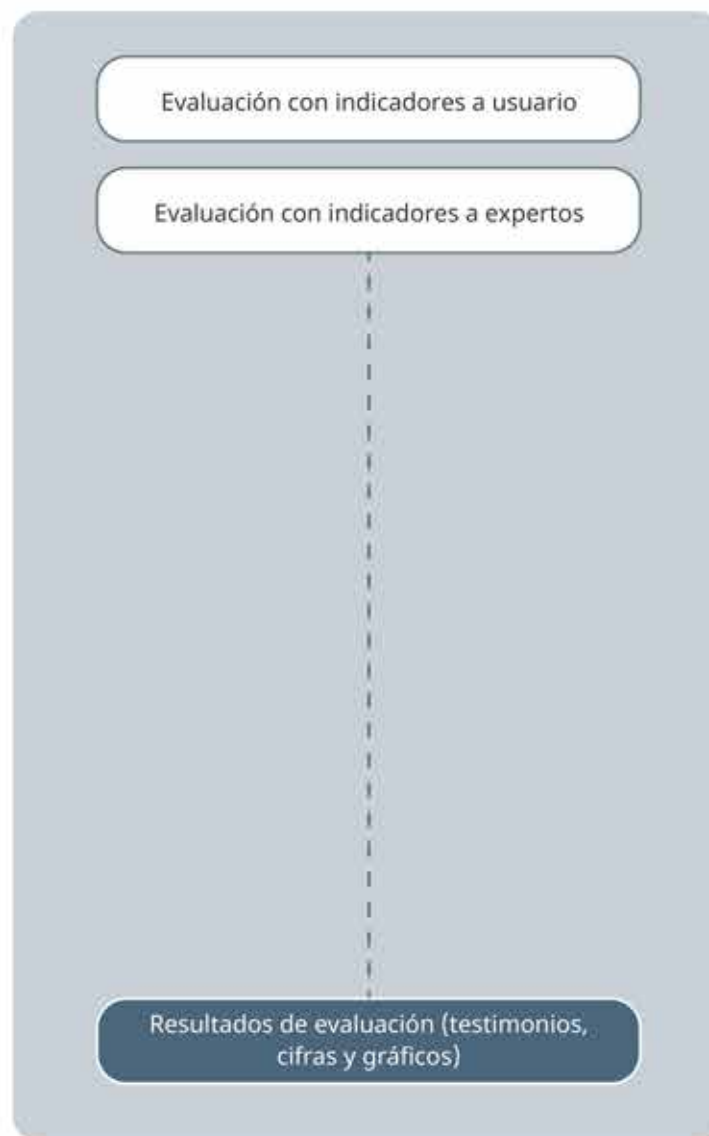 Evaluación con indicadores a usuario
Evaluación con indicadores a expertos
Resultados de evaluación (testimonios,
cifras y gráficos)